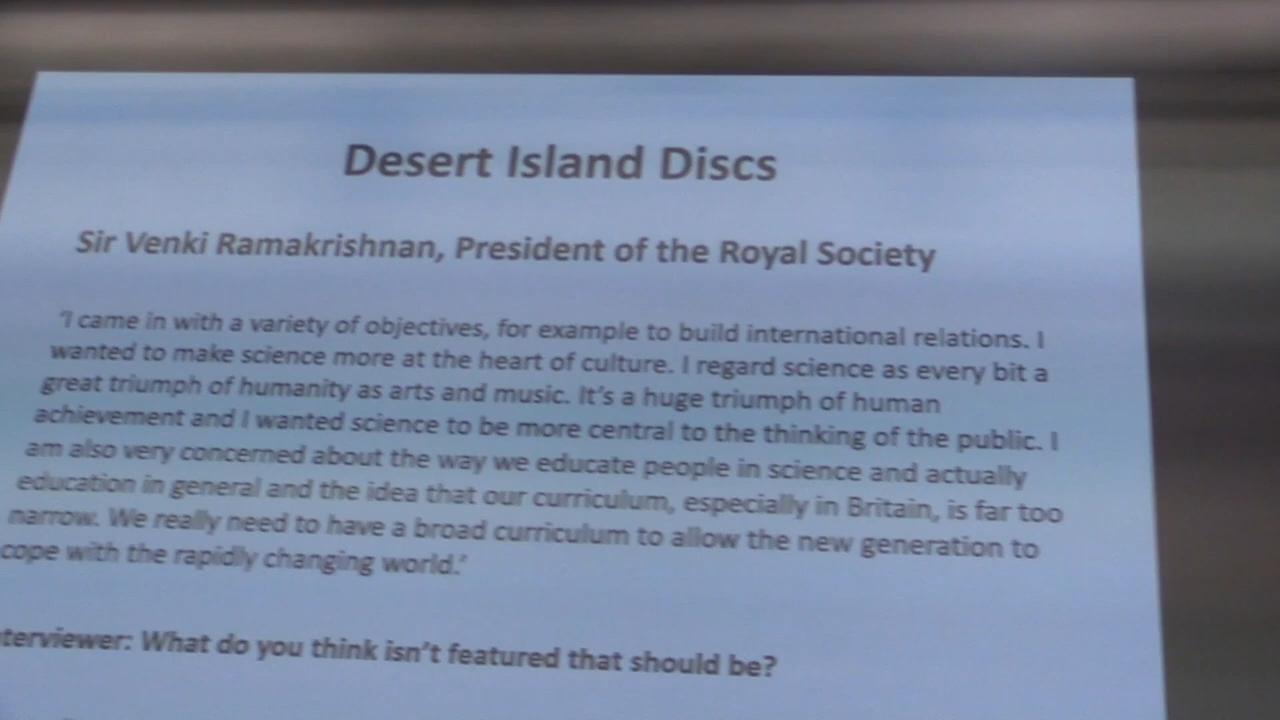 Desert Island Discs
Sir Venki Ramakrishnan, President of the Royal Society
'I came in with a variety of objectives, for example to build international relations. I
wanted to make science more at the heart of culture. I regard science as every bit a
great triumph of humanity as arts and music. It's a huge triumph of human
achievement and I wanted science to be more central to the thinking of the public. I
am also very concerned about the way we educate people in science and actually
education in general and the idea that our curriculum, especially in Britain, is far too
narrow. We really need to have a broad curriculum to allow the new generation to
cope with the rapidly changing world.'
terviewer: What do you think isn't featured that should be?